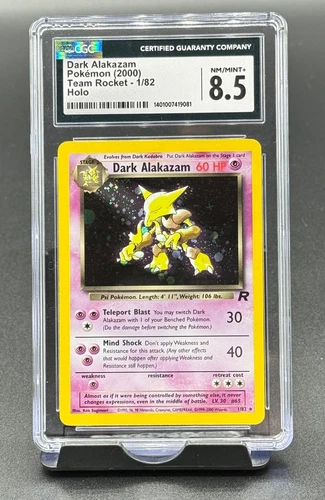 CGC
CERTIFIED GUARANTY COMPANY
Dark Alakazam
Pokémon (2000)
Team Rocket - 1/82
Holo
NM/MINT+
8.5
1401007419081
Evolves from Dark Kadabra Put Dark Alakazam on the Stage 1 card
STAGE
Dark Alakazam 60 HP
Psi Pokémon. Length: 4' 11", Weight: 106 lbs.
R
Teleport Blast You may switch Dark
Alakazam with 1 of your Benched Pokémon.
(Do the damage before switching the Pokémon.)
30
Mind Shock Don't apply Weakness and
Resistance for this attack. (Any other effects
that would happen after applying Weakness and
Resistance still happen.)
40
weakness resistance retreat cost
Almost as if it were being controlled by something else, it never
changes expressions, even in the middle of battle. LV. 30 #65
Illus. Ken Sugimori
1/82